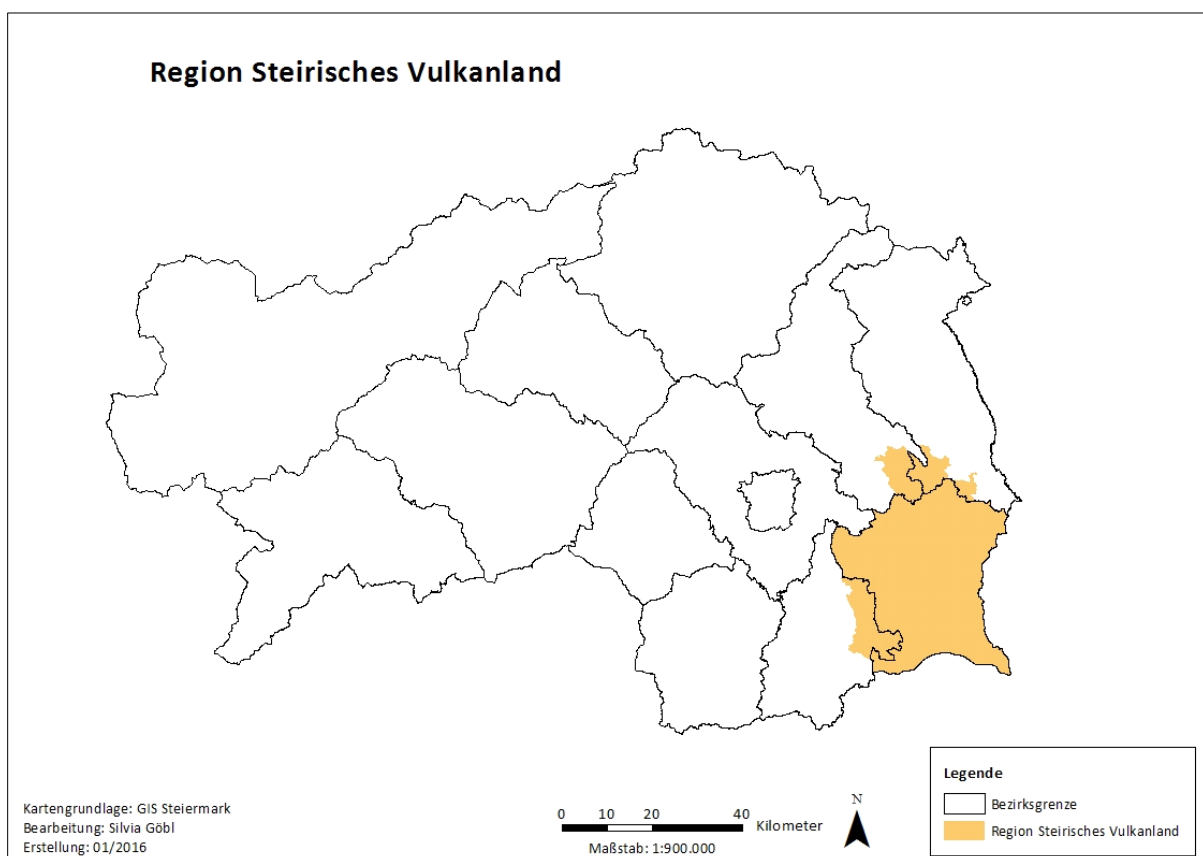 Region Steirisches Vulkanland
Kartengrundlage: GIS Steiermark
Bearbeitung: Silvia Göbl
Erstellung: 01/2016
0 10 20 40 Kilometer
Maßstab: 1:900.000
N
Legende
Bezirksgrenze
Region Steirisches Vulkanland